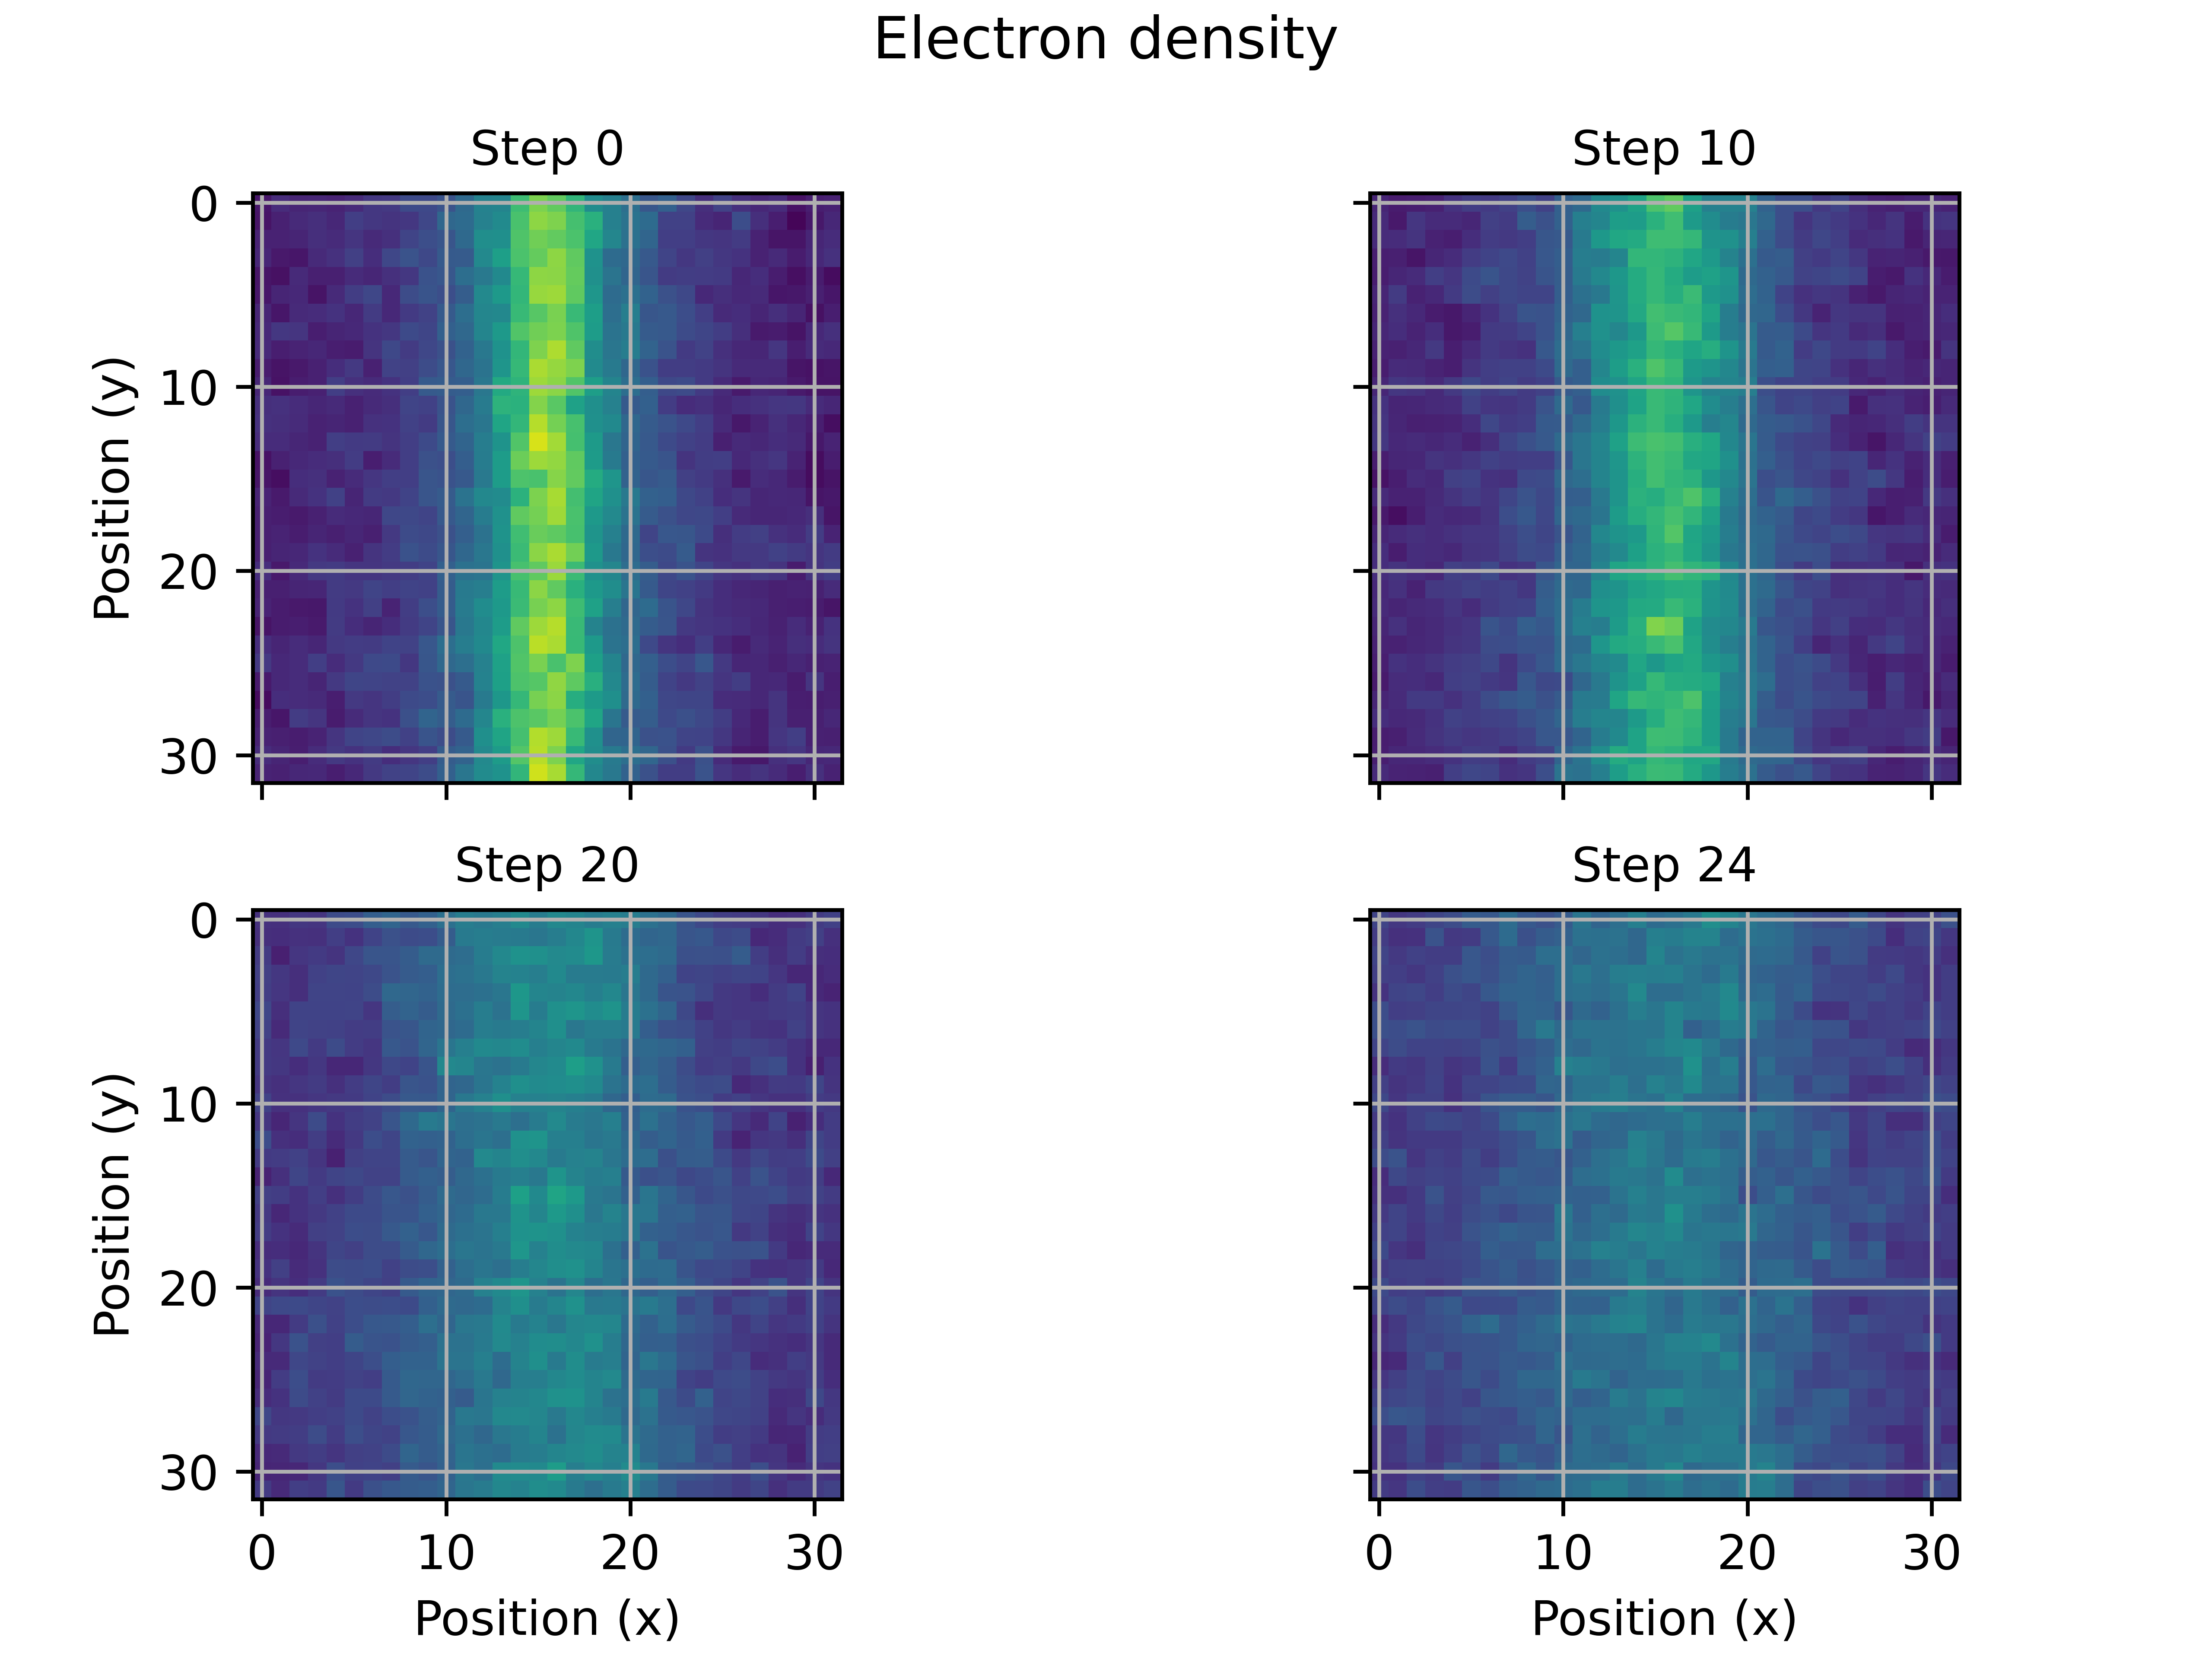 Electron density
Step 0
Step 10
0
10
20
30
Position (y)
Step 20
Step 24
0
10
20
30
Position (y)
0 10 20 30
0 10 20 30
Position (x)
Position (x)